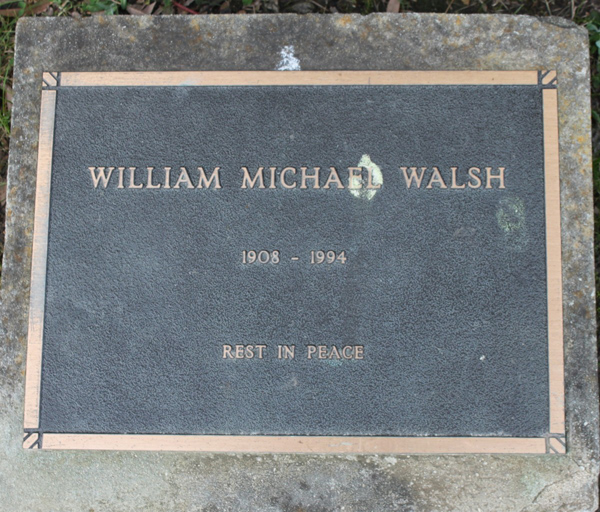 WILLIAM MICHAEL WALSH
1908 - 1994
REST IN PEACE